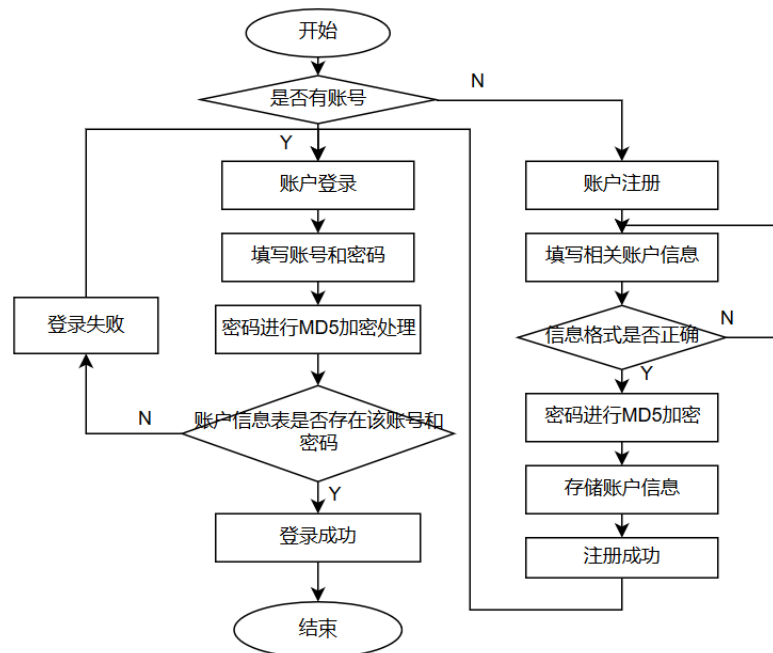 开始
是否有账号
N
Y
账户登录
账户注册
填写账号和密码
填写相关账户信息
登录失败
密码进行MD5加密处理
信息格式是否正确
N
Y
N
账户信息表是否存在该账号和
密码
密码进行MD5加密
Y
存储账户信息
登录成功
注册成功
结束